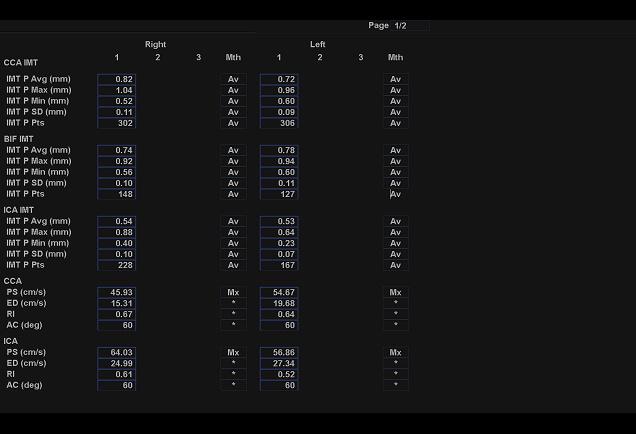 Page 1/2
Right Left
1 2 3 Mth 1 2 3 Mth
CCA IMT
IMT P Avg (mm) 0.82 Av 0.72 Av
IMT P Max (mm) 1.04 Av 0.96 Av
IMT P Min (mm) 0.52 Av 0.60 Av
IMT P SD (mm) 0.11 Av 0.09 Av
IMT P Pts 302 Av 306 Av
BIF IMT
IMT P Avg (mm) 0.74 Av 0.78 Av
IMT P Max (mm) 0.92 Av 0.94 Av
IMT P Min (mm) 0.56 Av 0.60 Av
IMT P SD (mm) 0.10 Av 0.11 Av
IMT P Pts 148 Av 127 Av
ICA IMT
IMT P Avg (mm) 0.54 Av 0.53 Av
IMT P Max (mm) 0.88 Av 0.64 Av
IMT P Min (mm) 0.40 Av 0.23 Av
IMT P SD (mm) 0.10 Av 0.07 Av
IMT P Pts 228 Av 167 Av
CCA
PS (cm/s) 45.93 Mx 54.67 Mx
ED (cm/s) 15.31 * 19.68 *
RI 0.67 * 0.64 *
AC (deg) 60 * 60 *
ICA
PS (cm/s) 64.03 Mx 56.86 Mx
ED (cm/s) 24.99 * 27.34 *
RI 0.61 * 0.52 *
AC (deg) 60 * 60 *